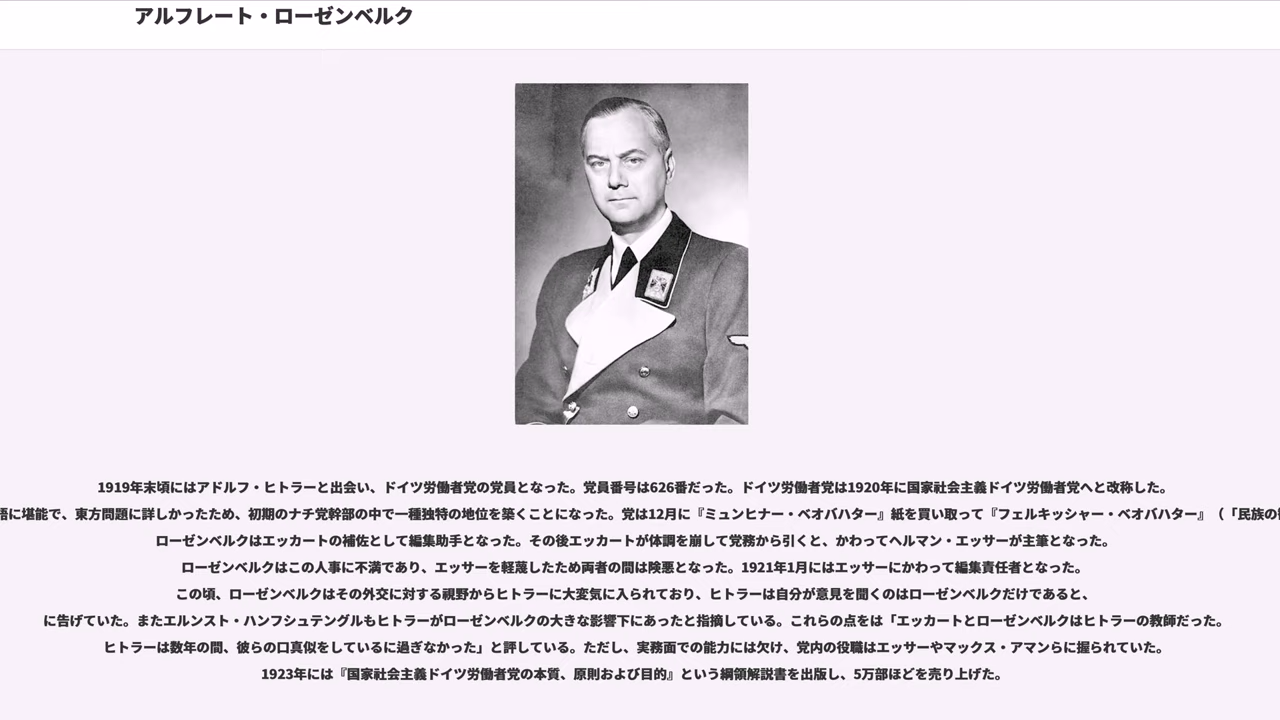 アルフレート・ローゼンベルク
1919年末頃にはアドルフ・ヒトラーと出会い、ドイツ労働者党の党員となった。党員番号は626番だった。ドイツ労働者党は1920年に国家社会主義ドイツ労働者党へと改称した。
語に堪能で、東方問題に詳しかったため、初期のナチ党幹部の中で一種独特の地位を築くことになった。党は12月に『ミュンヒナー・ベオバハター』紙を買い取って『フェルキッシャー・ベオバハター』（「民族の
ローゼンベルクはエッカートの補佐として編集助手となった。その後エッカートが体調を崩して党務から引くと、かわってヘルマン・エッサーが主筆となった。
ローゼンベルクはこの人事に不満であり、エッサーを軽蔑したため両者の間は険悪となった。1921年1月にはエッサーにかわって編集責任者となった。
この頃、ローゼンベルクはその外交に対する視野からヒトラーに大変気に入られており、ヒトラーは自分が意見を聞くのはローゼンベルクだけであると、
に告げていた。またエルンスト・ハンフシュテングルもヒトラーがローゼンベルクの大きな影響下にあったと指摘している。これらの点をは「エッカートとローゼンベルクはヒトラーの教師だった。
ヒトラーは数年の間、彼らの口真似をしているに過ぎなかった」と評している。ただし、実務面での能力には欠け、党内の役職はエッサーやマックス・アマンらに握られていた。
1923年には『国家社会主義ドイツ労働者党の本質、原則および目的』という綱領解説書を出版し、5万部ほどを売り上げた。